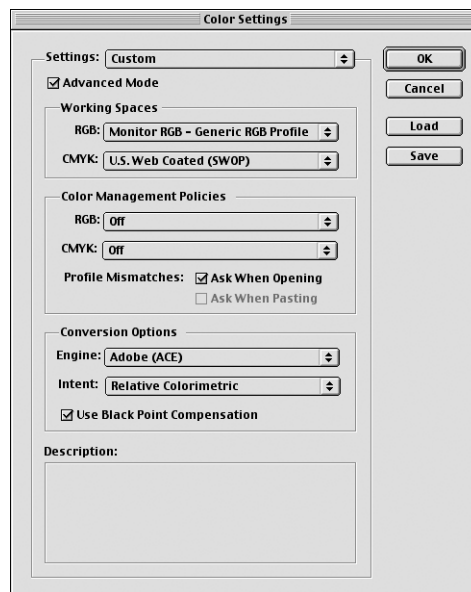 Color Settings
Settings: Custom
OK
Advanced Mode
Cancel
Working Spaces
RGB: Monitor RGB - Generic RGB Profile
Load
CMYK: U.S. Web Coated (SWOP)
Save
Color Management Policies
RGB: Off
CMYK: Off
Profile Mismatches: Ask When Opening
Ask When Pasting
Conversion Options
Engine: Adobe (ACE)
Intent: Relative Colorimetric
Use Black Point Compensation
Description: